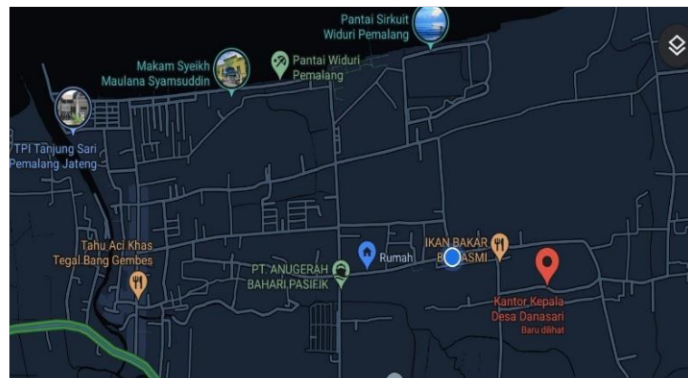 Pantai Sirkuit
Widuri Pemalang
Makam Syeikh
Maulana Syamsuddin
Pantai Widuri
Pemalang
TPI Tanjung Sari
Pemalang Jateng
Tahu Aci Khas
Tegal Bang Gembes
PT. ANUGERAH
BAHARI PASIFIK
Rumah
IKAN BAKAR
Kantor Kepala
Desa Danasari
Baru dilihat